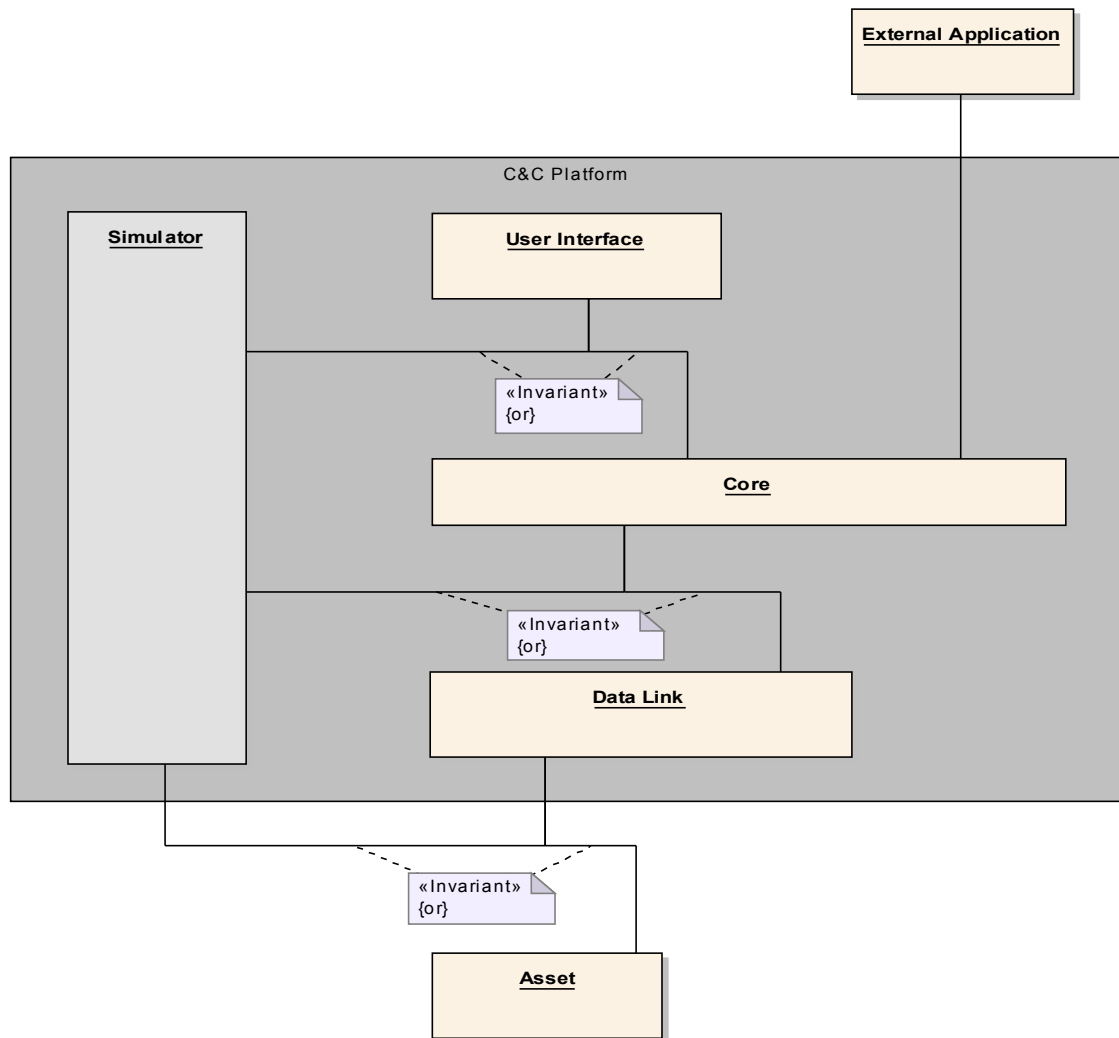 External Application
C&C Platform
Simulator
User Interface
«Invariant»
{or}
Core
«Invariant»
{or}
Data Link
«Invariant»
{or}
Asset